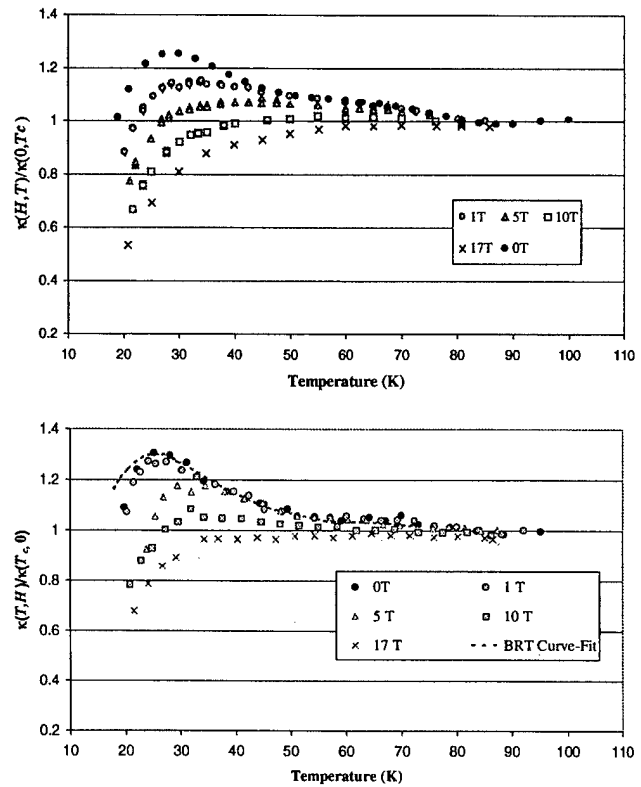 1.4
1.2
1
0.8
0.6
0.4
0.2
κ(H,T)/κ(0,Tc)
1T 5T 10T
17T 0T
10 20 30 40 50 60 70 80 90 100 110
Temperature (K)
1.4
1.2
1
0.8
0.6
0.4
0.2
κ(T,H)/κ(Tc, 0)
0T 1 T
5 T 10 T
17 T BRT Curve-Fit
10 20 30 40 50 60 70 80 90 100 110
Temperature (K)